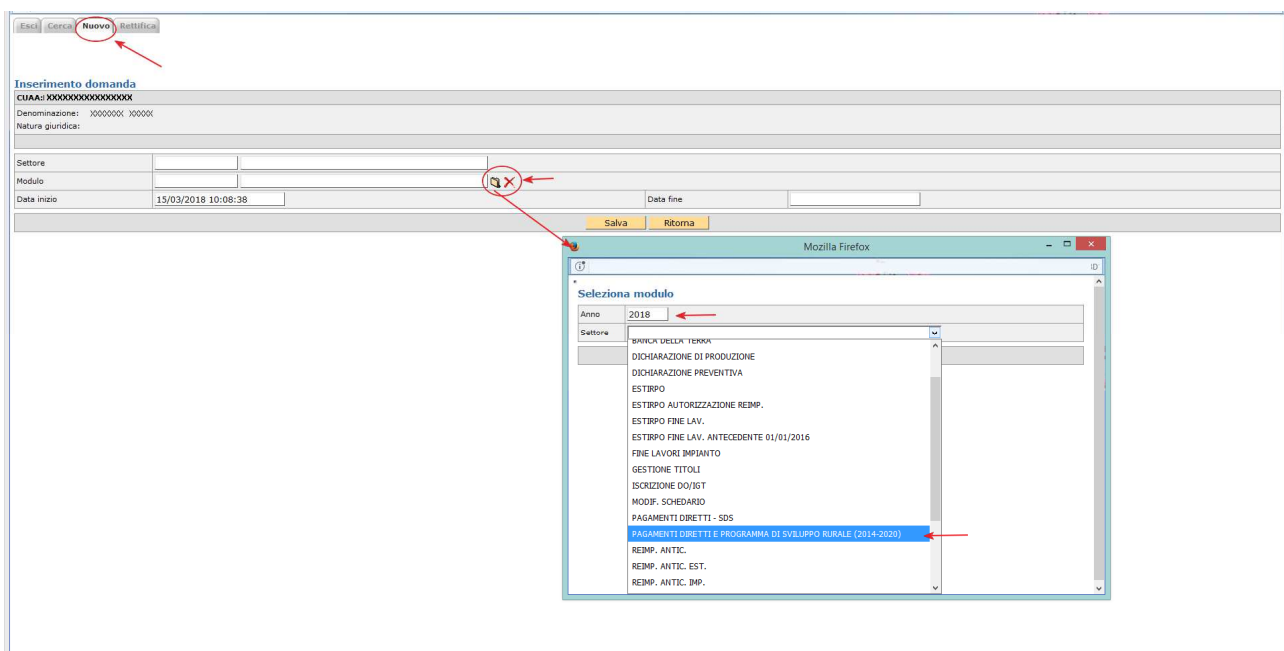 Esci Cerca Nuovo Rettifica
Inserimento domanda
CUAA:I XXXXXXXXXXXXXXXX
Denominazione: XXXXXXX XXXXX
Natura giuridica:
Settore
Modulo
Data inizio 15/03/2018 10:08:38 Data fine
Salva Ritorna
Mozilla Firefox
Seleziona modulo
Anno 2018
Settore
BANCA DELLA TERRA
DICHIARAZIONE DI PRODUZIONE
DICHIARAZIONE PREVENTIVA
ESTIRPO
ESTIRPO AUTORIZZAZIONE REIMP.
ESTIRPO FINE LAV.
ESTIRPO FINE LAV. ANTECEDENTE 01/01/2016
FINE LAVORI IMPIANTO
GESTIONE TITOLI
ISCRIZIONE DO/IGT
MODIF. SCHEDARIO
PAGAMENTI DIRETTI - SDS
PAGAMENTI DIRETTI E PROGRAMMA DI SVILUPPO RURALE (2014-2020)
REIMP. ANTIC.
REIMP. ANTIC. EST.
REIMP. ANTIC. IMP.